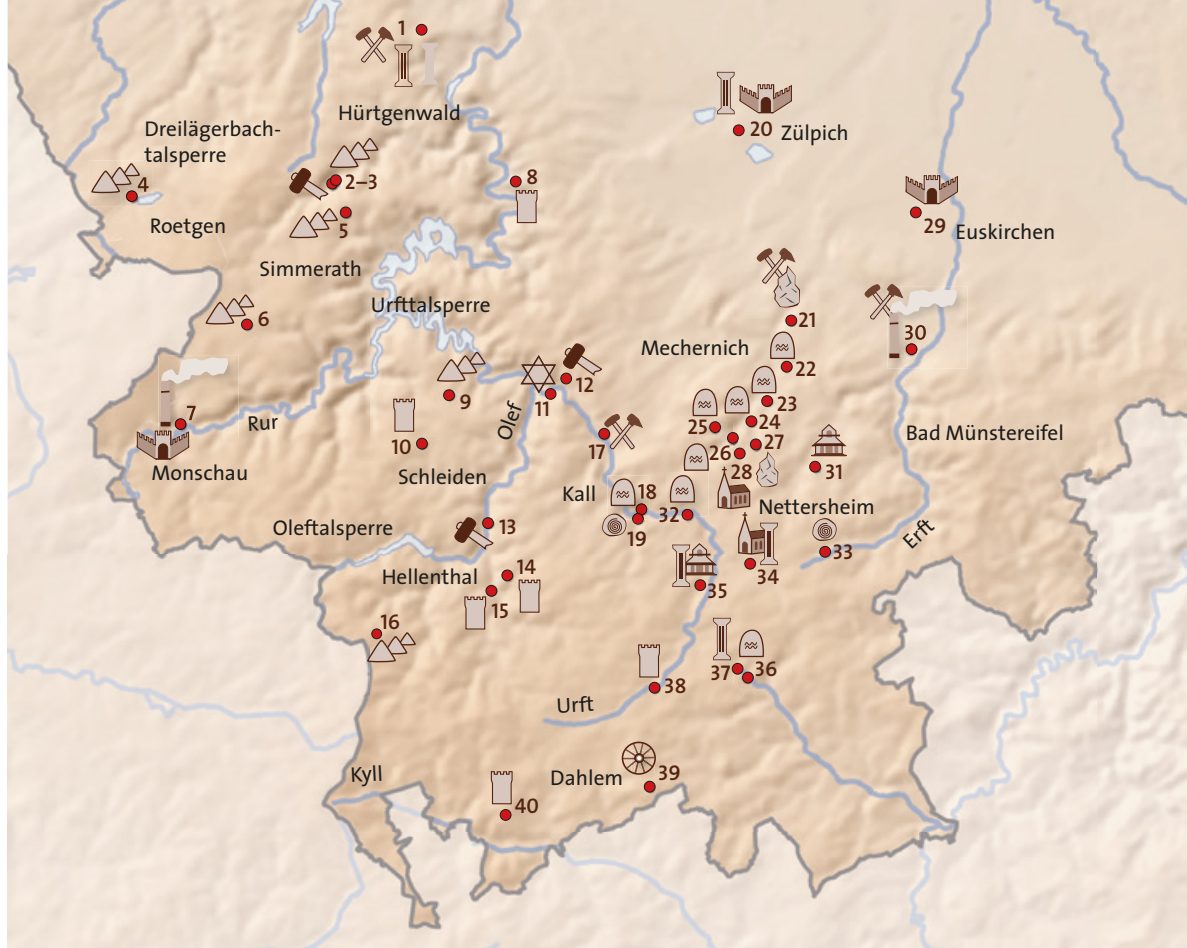 1
Hürtgenwald
Dreilägerbach-
talsperre
4
2–3
8
20 Zülpich
Roetgen
5
29
Euskirchen
Simmerath
Urfttalsperre
6
21
30
Mechernich
22
12
9
11
23
7
Rur
Olef
10
25
24
17
26
27
28
Bad Münstereifel
Monschau
Schleiden
31
Kall
18
19
32
Nettersheim
Oleftalsperre
13
33
Erft
34
Hellenthal
14
15
35
16
37
36
38
Urft
Kyll
Dahlem
39
40